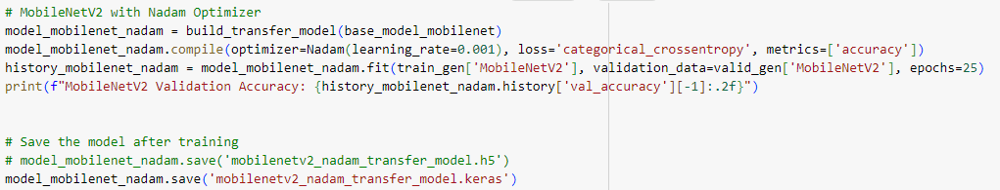 # MobileNetV2 with Nadam Optimizer
model_mobilenet_nadam = build_transfer_model(base_model_mobilenet)
model_mobilenet_nadam.compile(optimizer=Nadam(learning_rate=0.001), loss='categorical_crossentropy', metrics=['accuracy'])
history_mobilenet_nadam = model_mobilenet_nadam.fit(train_gen['MobileNetV2'], validation_data=valid_gen['MobileNetV2'], epochs=25)
print(f"MobileNetV2 Validation Accuracy: {history_mobilenet_nadam.history['val_accuracy'][-1]:.2f}")
# Save the model after training
# model_mobilenet_nadam.save('mobilenetv2_nadam_transfer_model.h5')
model_mobilenet_nadam.save('mobilenetv2_nadam_transfer_model.keras')